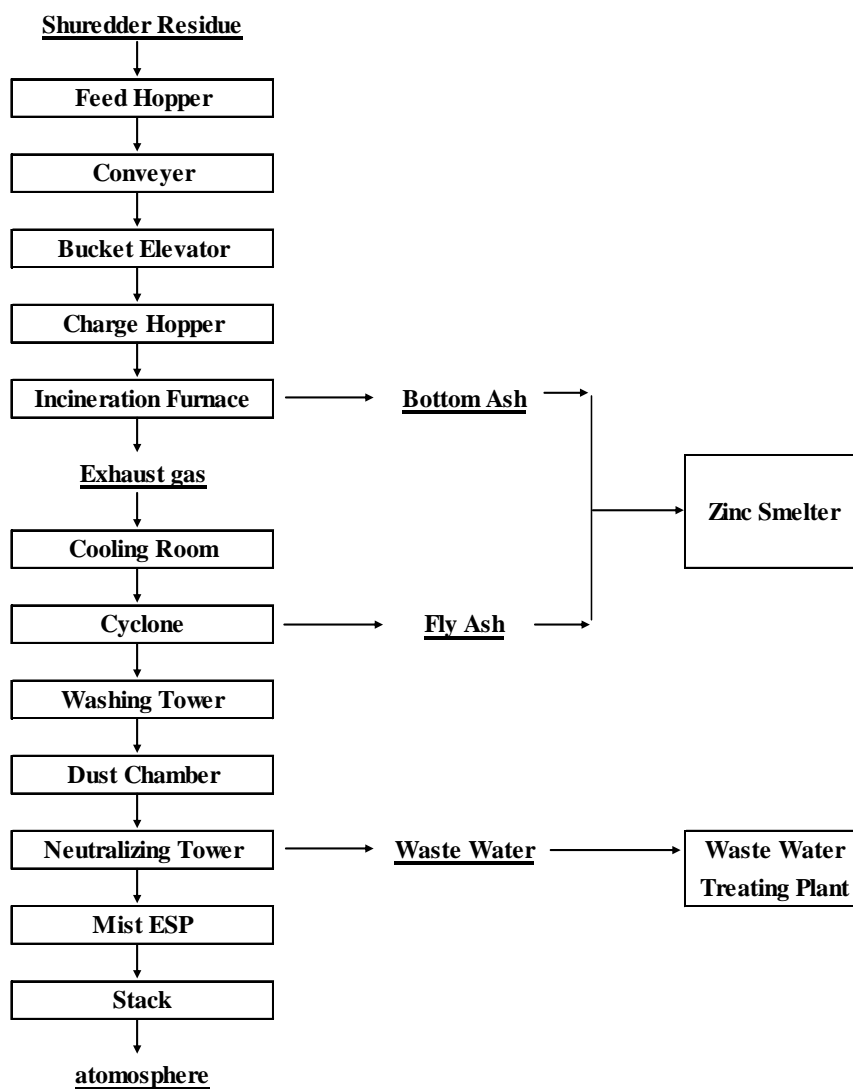 Shuredder Residue
Feed Hopper
Conveyer
Bucket Elevator
Charge Hopper
Incineration Furnace
Bottom Ash
Exhaust gas
Zinc Smelter
Cooling Room
Cyclone
Fly Ash
Washing Tower
Dust Chamber
Neutralizing Tower
Waste Water
Waste Water
Treating Plant
Mist ESP
Stack
atomosphere